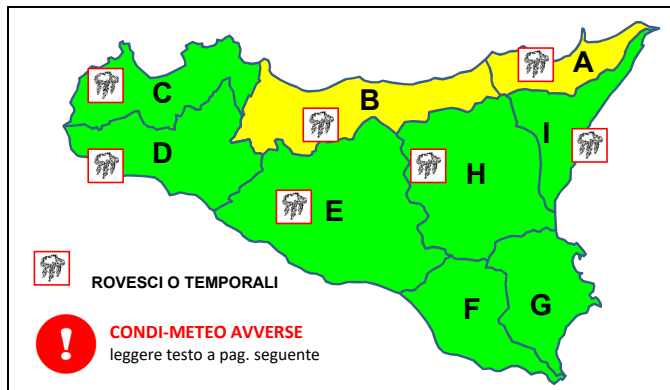 A
B
C
I
D
H
E
F
G
ROVESCI O TEMPORALI
!
CONDI-METEO AVVERSE
leggere testo a pag. seguente